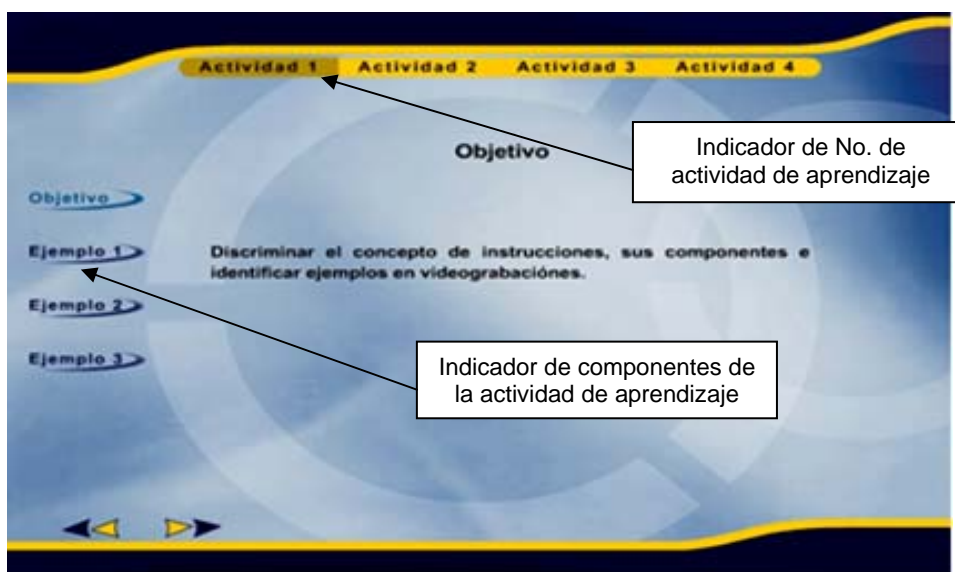 Actividad 1 Actividad 2 Actividad 3 Actividad 4
Objetivo
Indicador de No. de
actividad de aprendizaje
Objetivo
Ejemplo 1
Ejemplo 2
Ejemplo 3
Discriminar el concepto de instrucciones, sus componentes e
identificar ejemplos en videograbaciónes.
Indicador de componentes de
la actividad de aprendizaje